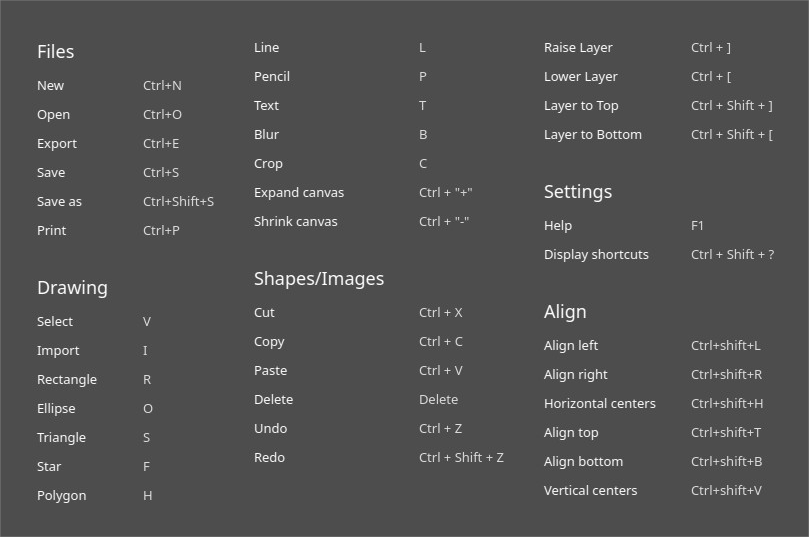 Files
New Ctrl+N
Open Ctrl+O
Export Ctrl+E
Save Ctrl+S
Save as Ctrl+Shift+S
Print Ctrl+P
Drawing
Select V
Import I
Rectangle R
Ellipse O
Triangle S
Star F
Polygon H
Line L
Pencil P
Text T
Blur B
Crop C
Expand canvas Ctrl + "+"
Shrink canvas Ctrl + "-"
Shapes/Images
Cut Ctrl + X
Copy Ctrl + C
Paste Ctrl + V
Delete Delete
Undo Ctrl + Z
Redo Ctrl + Shift + Z
Raise Layer Ctrl + ]
Lower Layer Ctrl + [
Layer to Top Ctrl + Shift + ]
Layer to Bottom Ctrl + Shift + [
Settings
Help F1
Display shortcuts Ctrl + Shift + ?
Align
Align left Ctrl+shift+L
Align right Ctrl+shift+R
Horizontal centers Ctrl+shift+H
Align top Ctrl+shift+T
Align bottom Ctrl+shift+B
Vertical centers Ctrl+shift+V